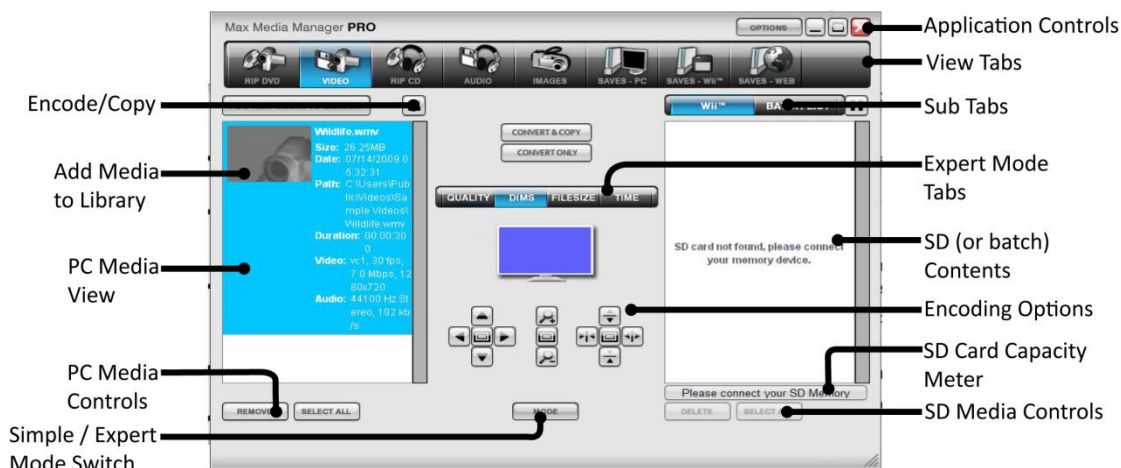 Max Media Manager PRO
OPTIONS
RIP DVD
VIDEO
RIP CD
AUDIO
IMAGES
SAVES - PC
SAVES - Wii™
SAVES - WEB
Application Controls
View Tabs
Sub Tabs
Expert Mode
Tabs
SD (or batch)
Contents
Encoding Options
SD Card Capacity
Meter
SD Media Controls
Encode/Copy
Add Media
to Library
PC Media
View
PC Media
Controls
Simple / Expert
Mode Switch
Wildlife.wmv
Size: 26.25MB
Date: 07/14/2009 0
5:32:31
Path: C:\Users\Pub
lic\Videos\Sa
mple Videos\
Wildlife.wmv
Duration: 00:00:30
0
Video: vc1, 30 fps,
7.0 Mbps, 12
80x720
Audio: 44100 Hz St
ereo, 192 kb
/s
REMOVE
SELECT ALL
CONVERT & COPY
CONVERT ONLY
QUALITY
DIMS
FILESIZE
TIME
MODE
Wii™
SD card not found, please connect
your memory device.
Please connect your SD Memory
DELETE
SELECT